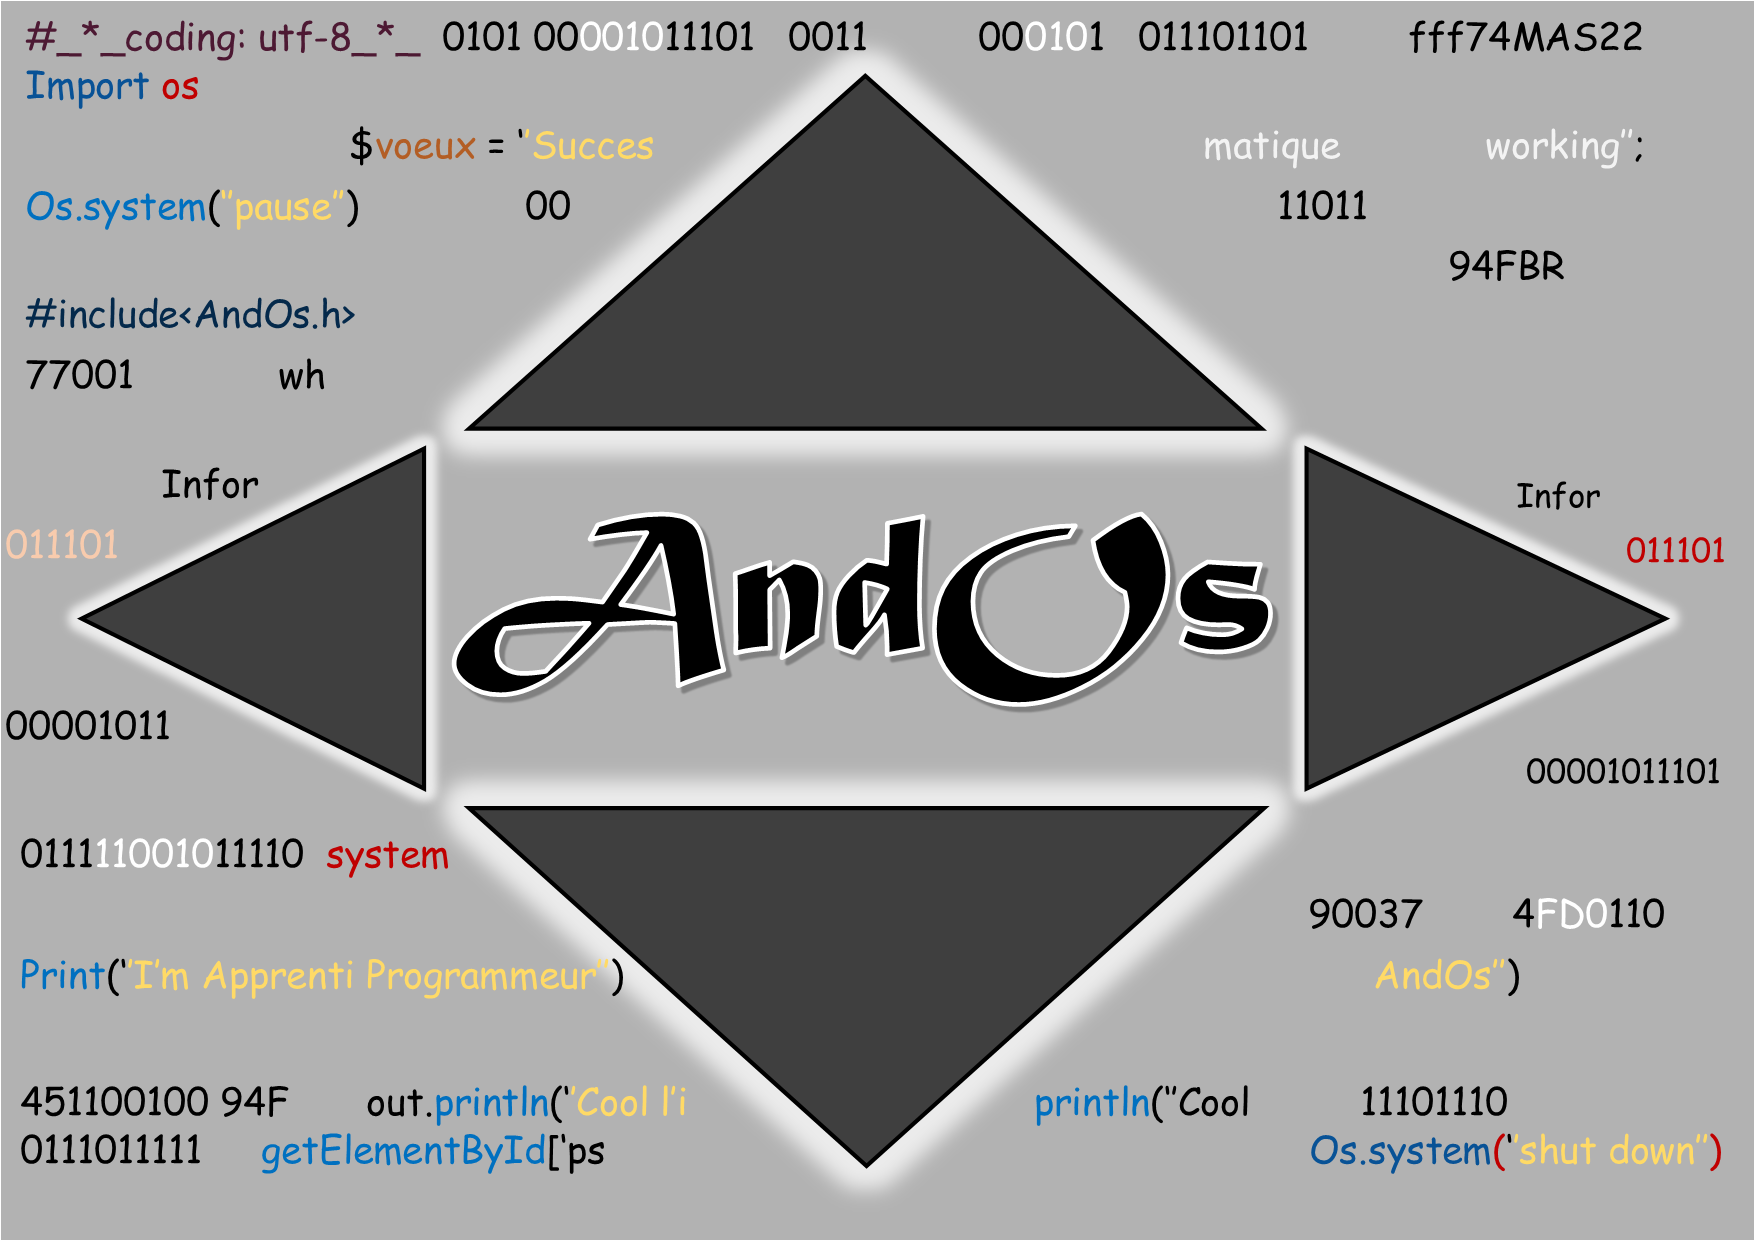 #_*_coding: utf-8_*_ 0101 00001011101 0011 000101 011101101 fff74MAS22
Import os
$voeux = ‘’Succes matique working’’;
Os.system(‘’pause’’) 00 11011
94FBR
#include<AndOs.h>
77001 wh
Infor Infor
011101 011101
AndOs
00001011
00001011101
011111001011110 system
90037 4FD0110
Print(‘’I’m Apprenti Programmeur’’) AndOs’’)
451100100 94F out.println(‘’Cool l’i println(‘’Cool 11101110
0111011111 getElementById[‘ps Os.system(‘’shut down’’)